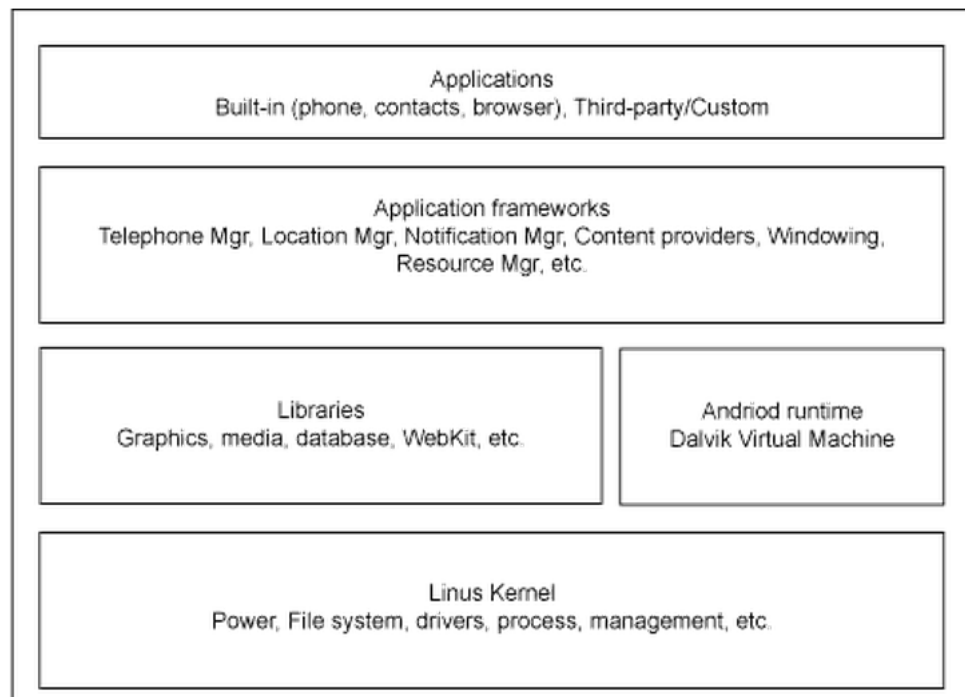 Applications
Built-in (phone, contacts, browser), Third-party/Custom
Application frameworks
Telephone Mgr, Location Mgr, Notification Mgr, Content providers, Windowing,
Resource Mgr, etc.
Libraries
Graphics, media, database, WebKit, etc.
Andriod runtime
Dalvik Virtual Machine
Linus Kernel
Power, File system, drivers, process, management, etc.